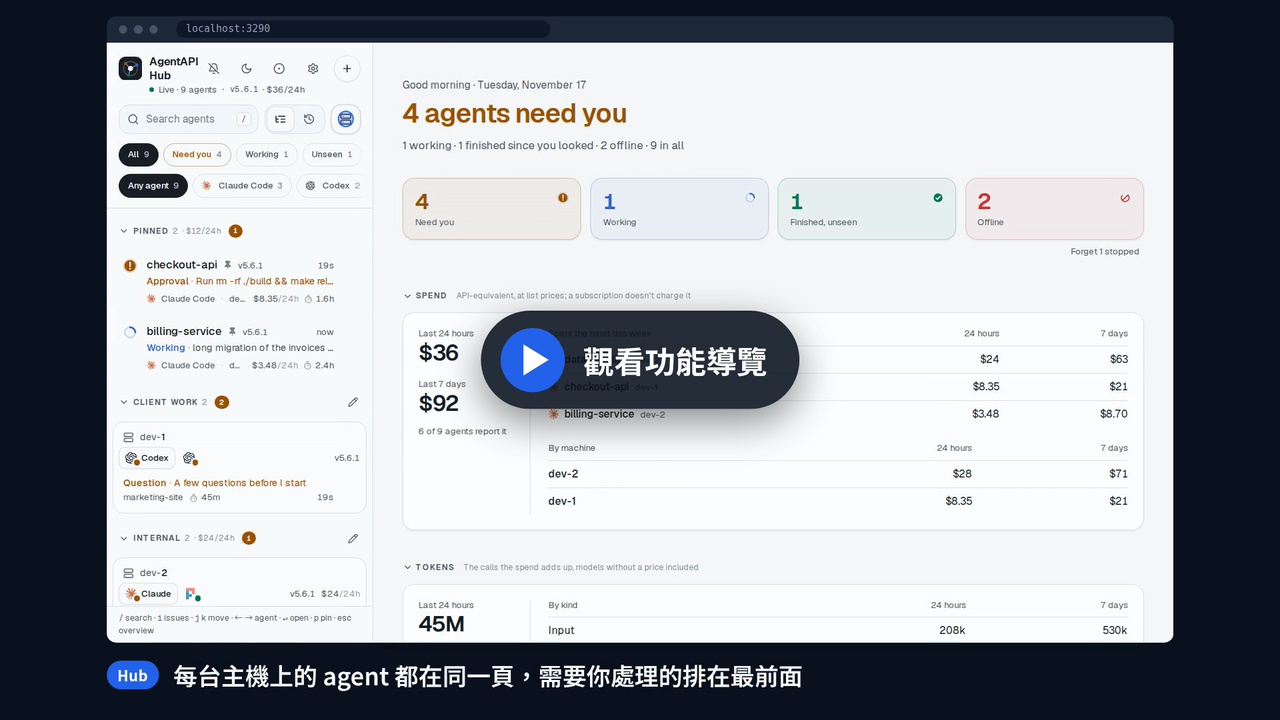 localhost:3290
AgentAPI
Hub
Live · 9 agents · v5.6.1 · $36/24h
Search agents /
All 9 Need you 4 Working 1 Unseen 1
Any agent 9 Claude Code 3 Codex 2
PINNED 2 · $12/24h 1
checkout-api v5.6.1 19s
Approval · Run rm -rf ./build && make rel…
Claude Code · de… $8.35/24h 1.6h
billing-service v5.6.1 now
Working · long migration of the invoices …
Claude Code · d… $3.48/24h 2.4h
CLIENT WORK 2 2
dev-1
Codex v5.6.1
Question · A few questions before I start
marketing-site 45m 19s
INTERNAL 2 · $24/24h 1
dev-2
Claude v5.6.1 $24/24h
/ search · i issues · j k move · ← → agent · ↵ open · p pin · esc
overview
Good morning · Tuesday, November 17
4 agents need you
1 working · 1 finished since you looked · 2 offline · 9 in all
4
Need you
1
Working
1
Finished, unseen
2
Offline
Forget 1 stopped
SPEND API-equivalent, at list prices; a subscription doesn't charge it
Last 24 hours
$36
Last 7 days
$92
6 of 9 agents report it
Spent the most this week 24 hours 7 days
$24 $63
checkout-api dev-1 $8.35 $21
billing-service dev-2 $3.48 $8.70
By machine 24 hours 7 days
dev-2 $28 $71
dev-1 $8.35 $21
觀看功能導覽
TOKENS The calls the spend adds up, models without a price included
Last 24 hours
45M
By kind 24 hours 7 days
Input 208k 530k
Hub 每台主機上的 agent 都在同一頁，需要你處理的排在最前面